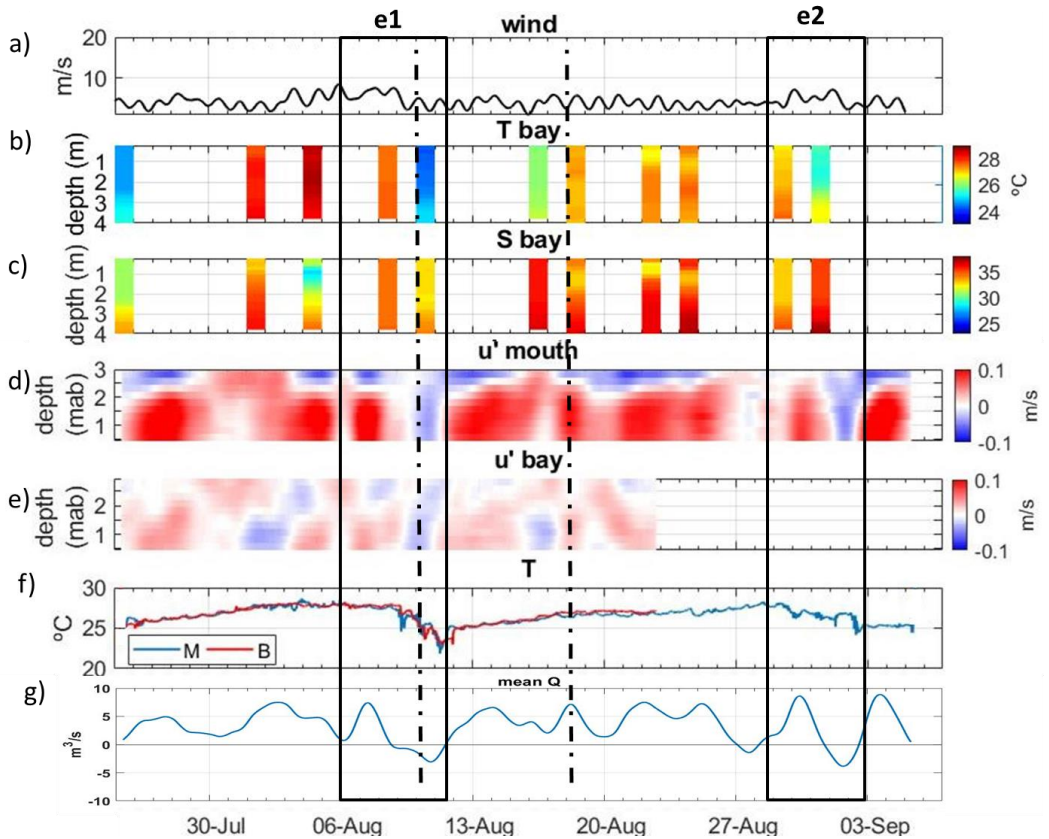 e1
e2
wind
a)
20
10
m/s
T bay
b)
depth (m)
1
2
3
4
28
26
24
ºC
S bay
c)
depth (m)
1
2
3
4
35
30
25
u' mouth
d)
depth
(mab)
3
2
1
0.1
0
-0.1
m/s
u' bay
e)
depth
(mab)
2
1
0.1
0
-0.1
m/s
T
f)
ºC
30
25
20
M B
mean Q
g)
m³/s
10
5
0
-5
-10
30-Jul 06-Aug 13-Aug 20-Aug 27-Aug 03-Sep